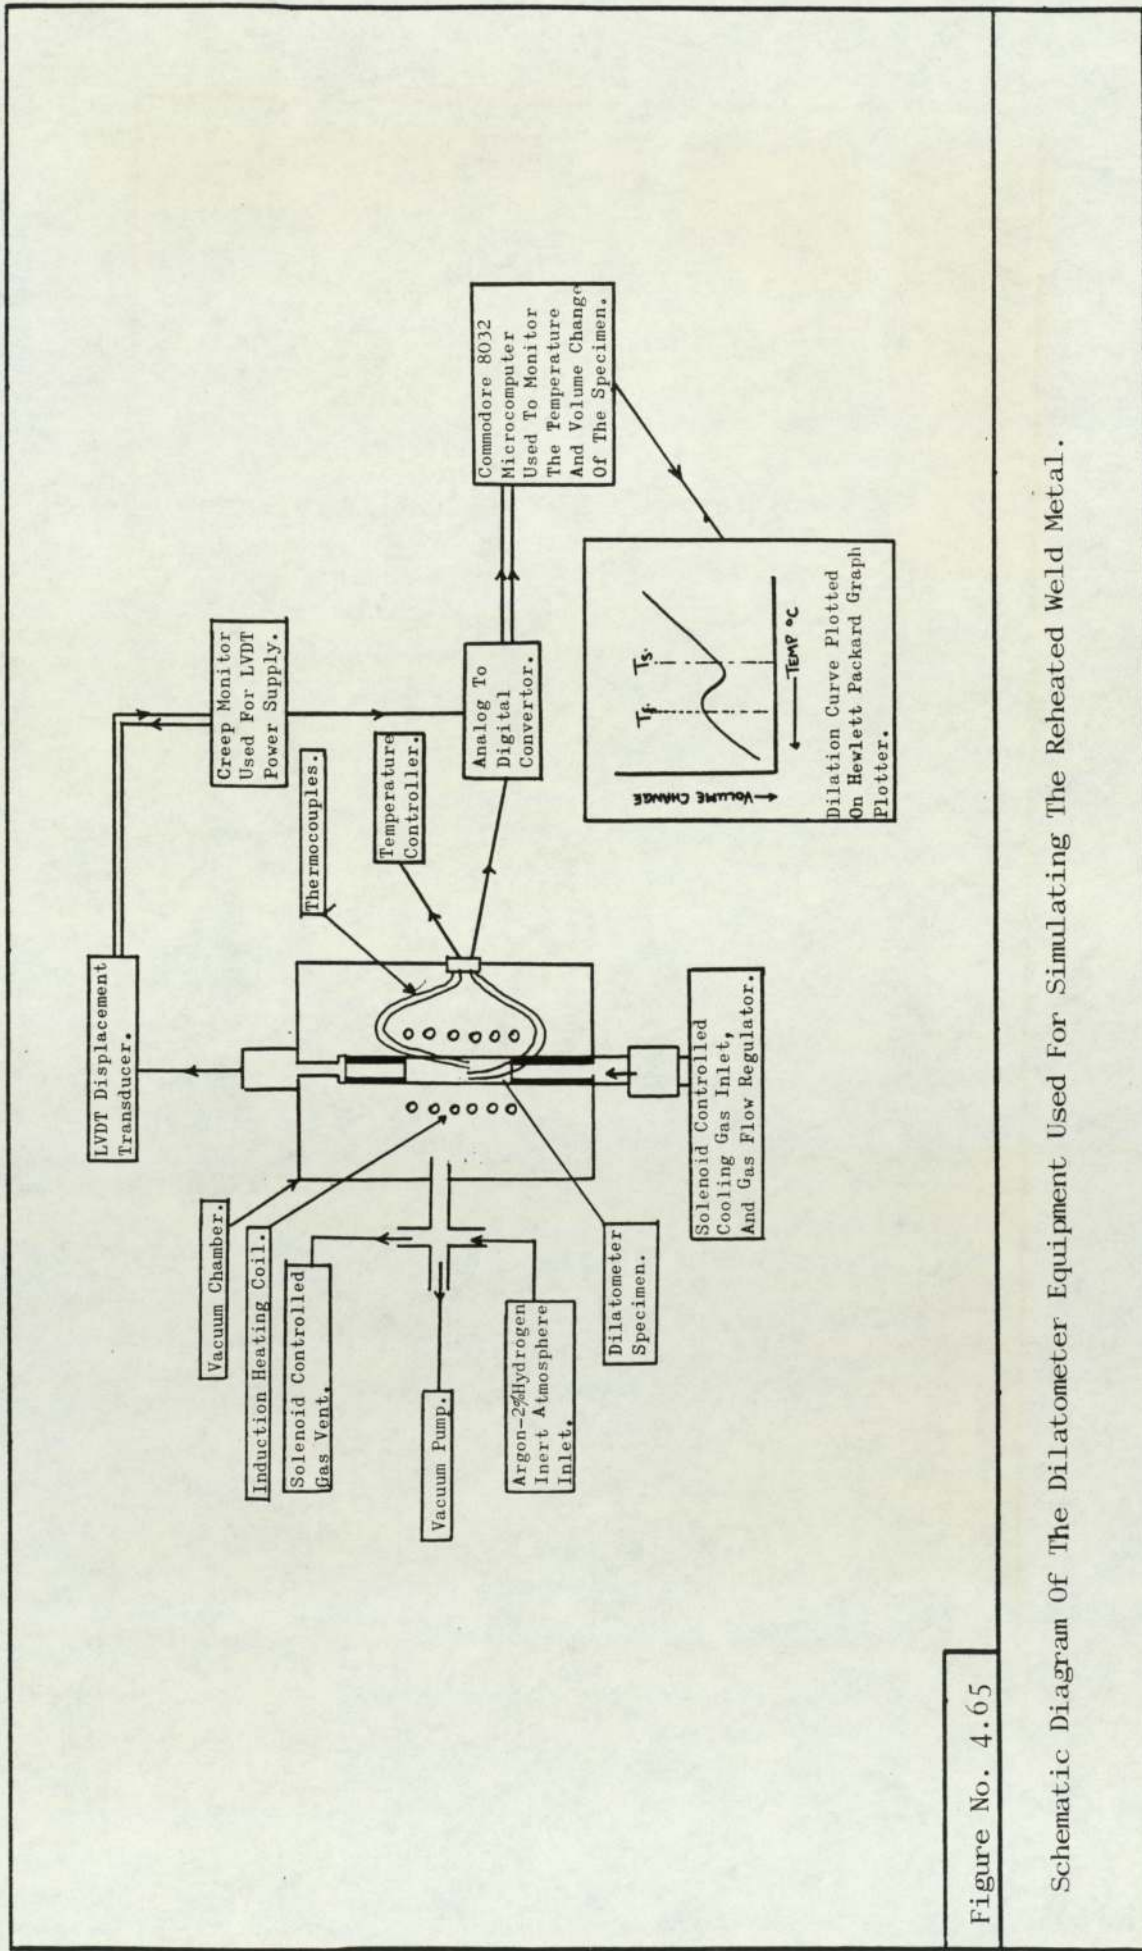 LVDT Displacement
Transducer.
Creep Monitor
Used For LVDT
Power Supply.
Vacuum Chamber.
Induction Heating Coil.
Solenoid Controlled
Gas Vent.
Thermocouples.
Temperature
Controller.
Vacuum Pump.
Analog To
Digital
Convertor.
Commodore 8032
Microcomputer
Used To Monitor
The Temperature
And Volume Change
Of The Specimen.
Argon-2%Hydrogen
Inert Atmosphere
Inlet.
Dilatometer
Specimen.
Solenoid Controlled
Cooling Gas Inlet,
And Gas Flow Regulator.
Tf.
Ts.
VOLUME CHANGE
TEMP °C
Dilation Curve Plotted
On Hewlett Packard Graph
Plotter.
Figure No. 4.65
Schematic Diagram Of The Dilatometer Equipment Used For Simulating The Reheated Weld Metal.